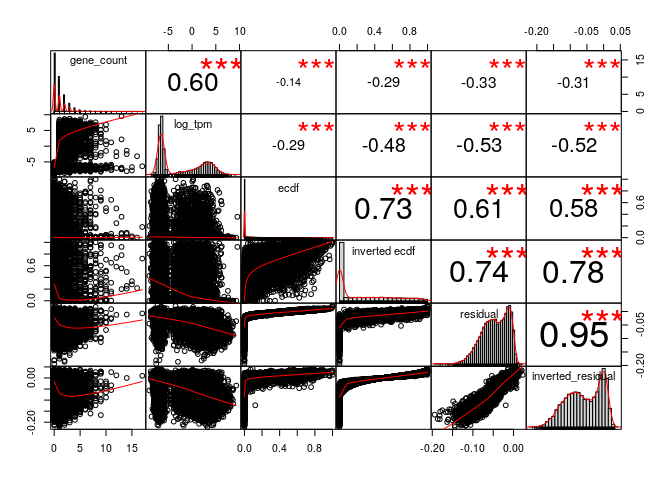 -5 0 5 10 0.0 0.4 0.8 -0.20 -0.05 0.05
gene_count *** 0.60 *** -0.14 *** -0.29 *** -0.33 *** -0.31 0 5 15
-5 5 log_tpm *** -0.29 *** -0.48 *** -0.53 *** -0.52
ecdf *** 0.73 *** 0.61 *** 0.58 0.0 0.6
0.0 0.6 inverted ecdf *** 0.74 *** 0.78
residual *** 0.95 -0.20 -0.05
-0.20 0.00 inverted_residual
0 5 10 15 0.0 0.4 0.8 -0.20 -0.10 0.00